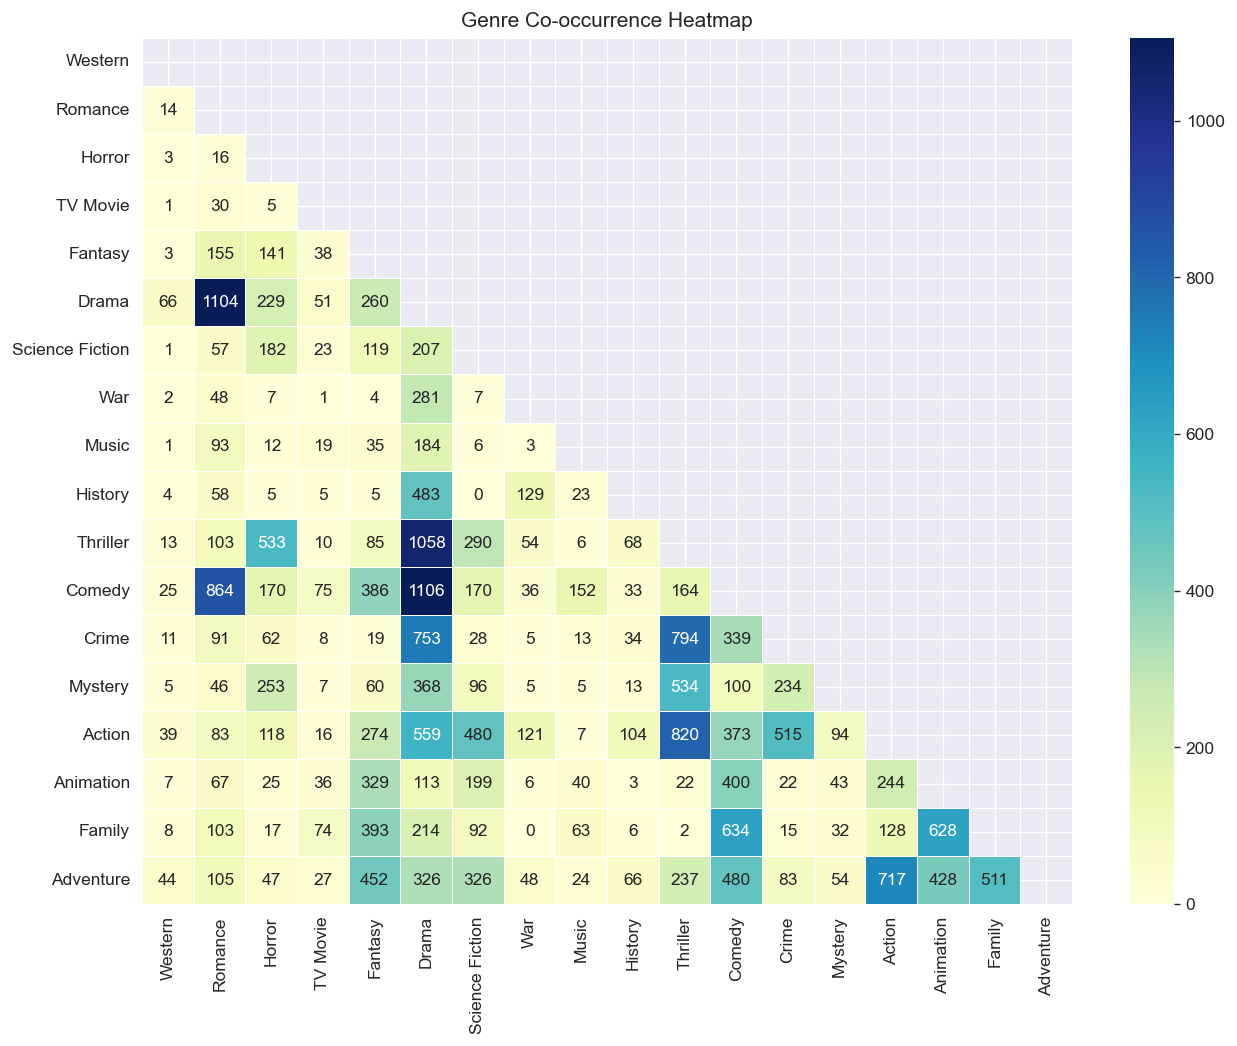 Genre Co-occurrence Heatmap
Western
Romance 14
Horror 3 16
TV Movie 1 30 5
Fantasy 3 155 141 38
Drama 66 1104 229 51 260
Science Fiction 1 57 182 23 119 207
War 2 48 7 1 4 281 7
Music 1 93 12 19 35 184 6 3
History 4 58 5 5 5 483 0 129 23
Thriller 13 103 533 10 85 1058 290 54 6 68
Comedy 25 864 170 75 386 1106 170 36 152 33 164
Crime 11 91 62 8 19 753 28 5 13 34 794 339
Mystery 5 46 253 7 60 368 96 5 5 13 534 100 234
Action 39 83 118 16 274 559 480 121 7 104 820 373 515 94
Animation 7 67 25 36 329 113 199 6 40 3 22 400 22 43 244
Family 8 103 17 74 393 214 92 0 63 6 2 634 15 32 128 628
Adventure 44 105 47 27 452 326 326 48 24 66 237 480 83 54 717 428 511
Western Romance Horror TV Movie Fantasy Drama Science Fiction War Music History Thriller Comedy Crime Mystery Action Animation Family Adventure
1000
800
600
400
200
0